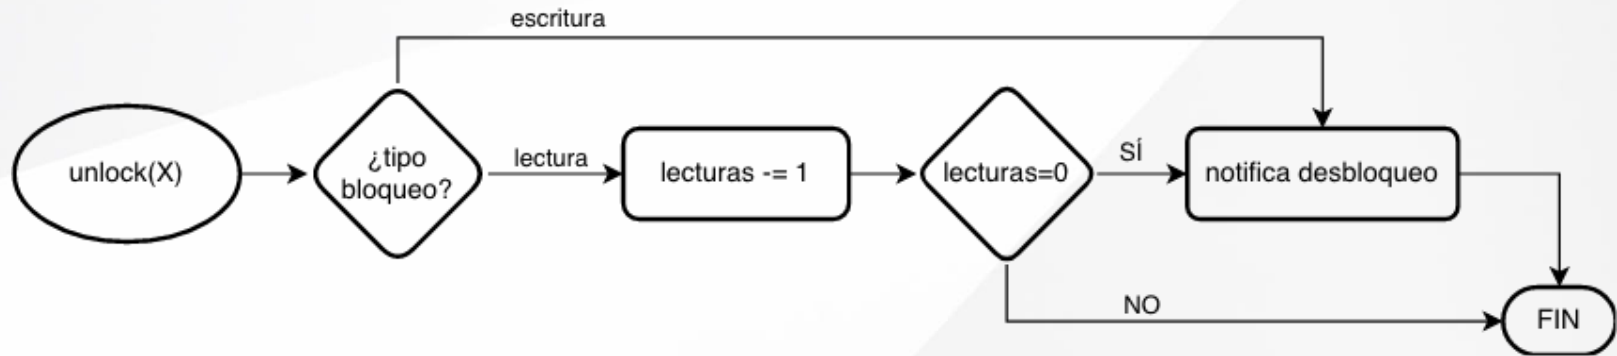 escritura
unlock(X)
¿tipo
bloqueo?
lectura
lecturas -= 1
lecturas=0
SÍ
notifica desbloqueo
NO
FIN